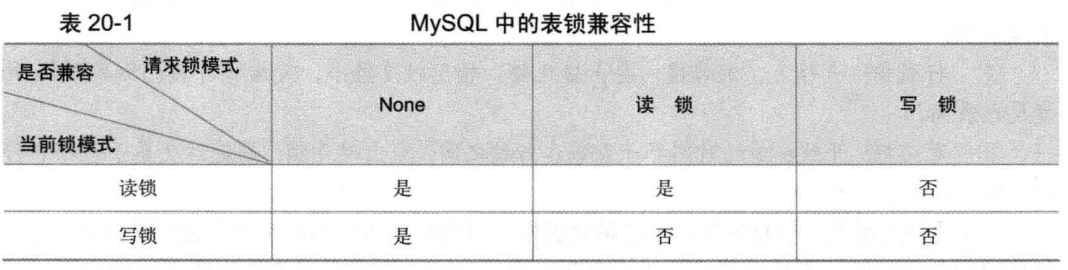 表 20-1 MySQL 中的表锁兼容性
是否兼容 请求锁模式
当前锁模式
None 读 锁 写 锁
读锁 是 是 否
写锁 是 否 否